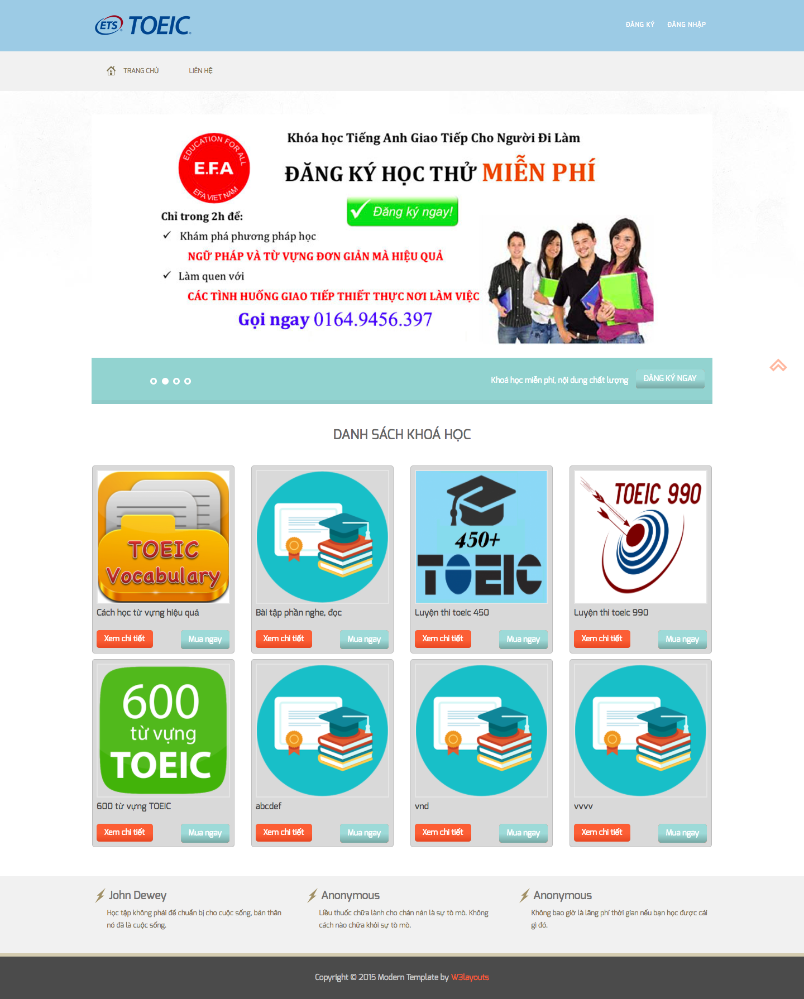 ETS TOEIC
ĐĂNG KÝ ĐĂNG NHẬP
TRANG CHỦ LIÊN HỆ
EDUCATION FOR ALL
E.F.A
EFA VIET NAM
Khóa học Tiếng Anh Giao Tiếp Cho Người Đi Làm
ĐĂNG KÝ HỌC THỬ MIỄN PHÍ
Đăng ký ngay!
Chỉ trong 2h để:
Khám phá phương pháp học
NGỮ PHÁP VÀ TỪ VỰNG ĐƠN GIẢN MÀ HIỆU QUẢ
Làm quen với
CÁC TÌNH HUỐNG GIAO TIẾP THIẾT THỰC NƠI LÀM VIỆC
Gọi ngay 0164.9456.397
Khoá học miễn phí, nội dung chất lượng ĐĂNG KÝ NGAY
DANH SÁCH KHOÁ HỌC
TOEIC
Vocabulary
450+
TOEIC
TOEIC 990
Cách học từ vựng hiệu quả Bài tập phần nghe, đọc Luyện thi toeic 450 Luyện thi toeic 990
Xem chi tiết Mua ngay Xem chi tiết Mua ngay Xem chi tiết Mua ngay Xem chi tiết Mua ngay
600
từ vựng
TOEIC
600 từ vựng TOEIC abcdef vnd vvvv
Xem chi tiết Mua ngay Xem chi tiết Mua ngay Xem chi tiết Mua ngay Xem chi tiết Mua ngay
John Dewey
Học tập không phải để chuẩn bị cho cuộc sống, bản thân
nó đã là cuộc sống.
Anonymous
Liều thuốc chữa lành cho chán nản là sự tò mò. Không
cách nào chữa khỏi sự tò mò.
Anonymous
Không bao giờ là lãng phí thời gian nếu bạn học được cái
gì đó.
Copyright © 2015 Modern Template by W3layouts